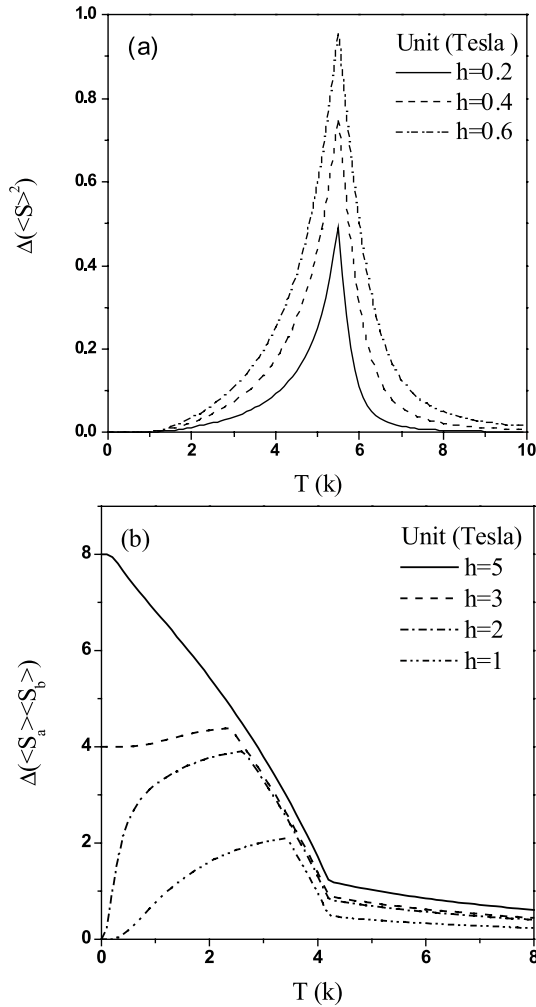 (a)
Unit (Tesla )
h=0.2
h=0.4
h=0.6
1.0
0.8
0.6
0.4
0.2
0.0
Δ(<S>²)
0 2 4 6 8 10
T (k)
(b)
Unit (Tesla)
h=5
h=3
h=2
h=1
8
6
4
2
0
Δ(<S_a><S_b>)
0 2 4 6 8
T (k)